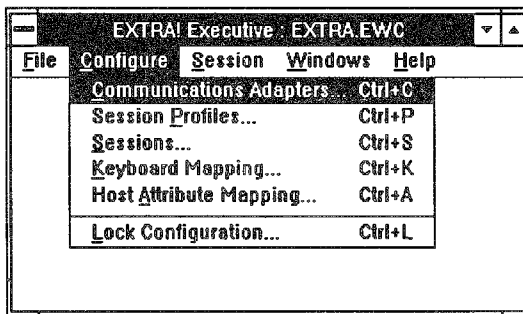 EXTRA! Executive : EXTRA.EWC
File Configure Session Windows Help
Communications Adapters... Ctrl+C
Session Profiles... Ctrl+P
Sessions... Ctrl+S
Keyboard Mapping... Ctrl+K
Host Attribute Mapping... Ctrl+A
Lock Configuration... Ctrl+L